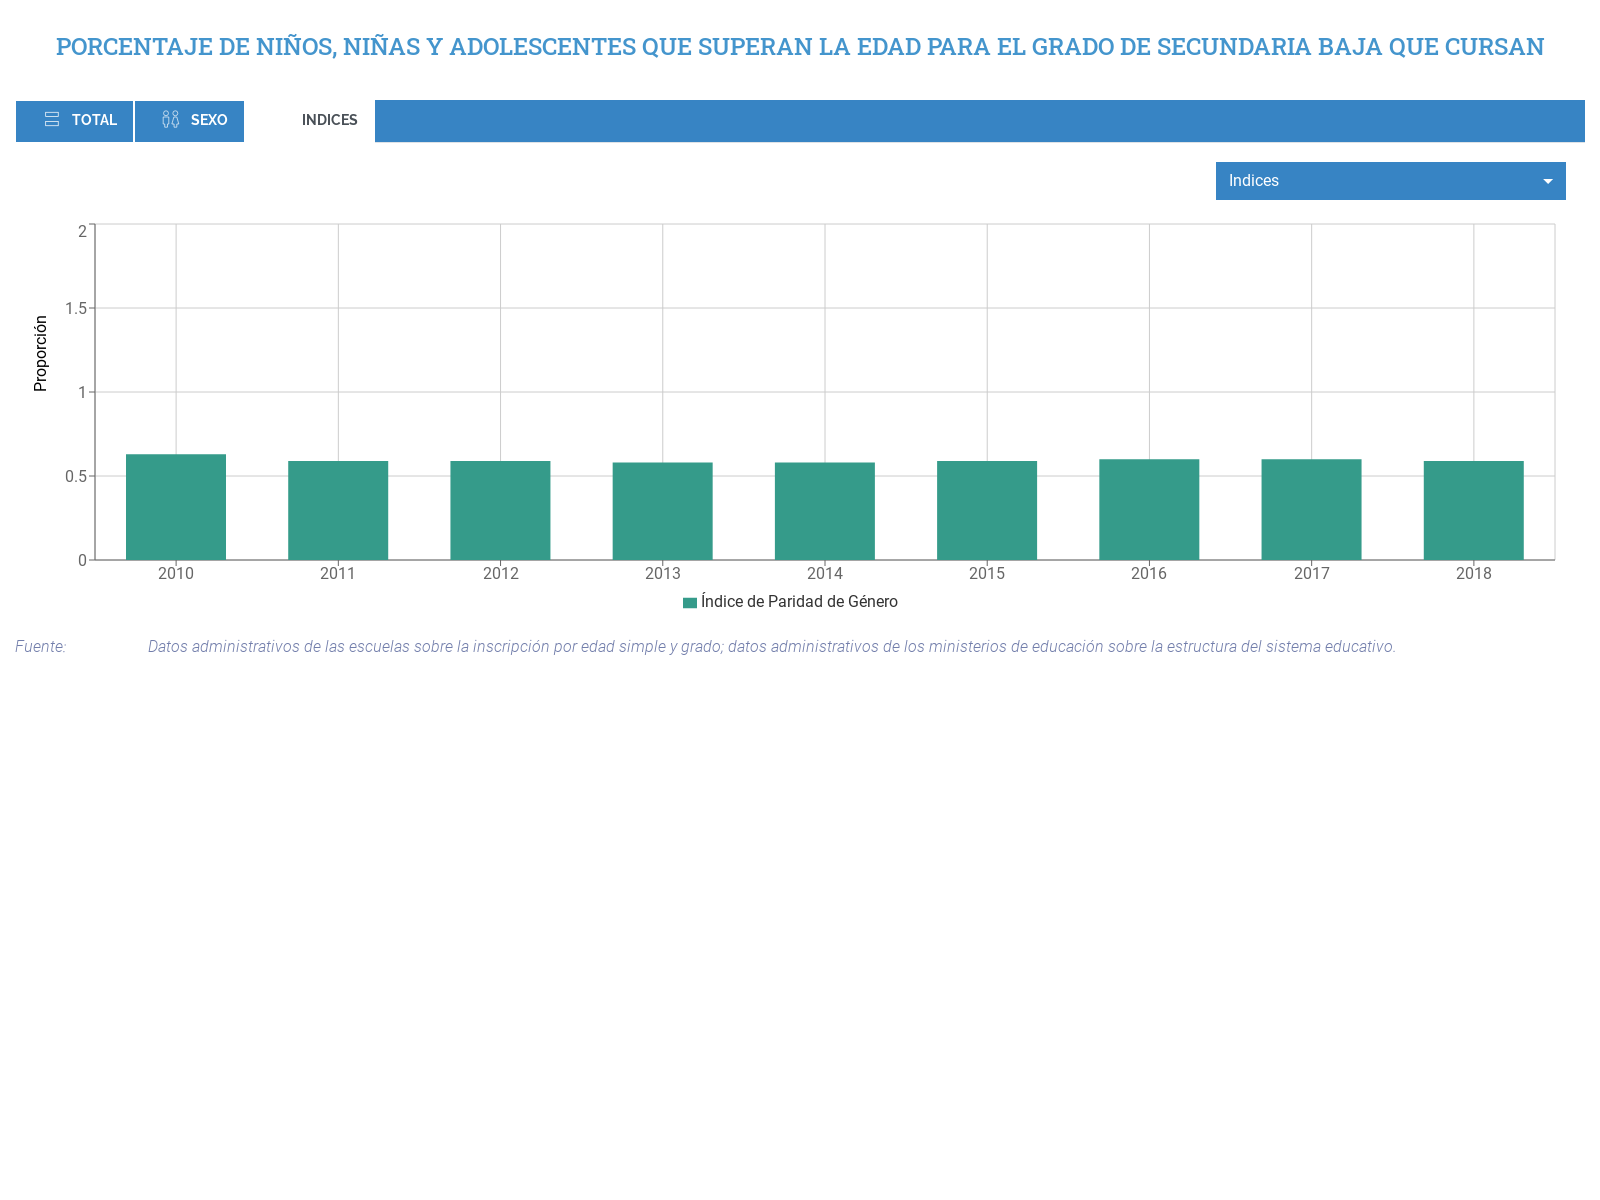 PORCENTAJE DE NIÑOS, NIÑAS Y ADOLESCENTES QUE SUPERAN LA EDAD PARA EL GRADO DE SECUNDARIA BAJA QUE CURSAN
TOTAL SEXO INDICES
Indices
2
1.5
1
0.5
0
Proporción
2010 2011 2012 2013 2014 2015 2016 2017 2018
Índice de Paridad de Género
Fuente: Datos administrativos de las escuelas sobre la inscripción por edad simple y grado; datos administrativos de los ministerios de educación sobre la estructura del sistema educativo.